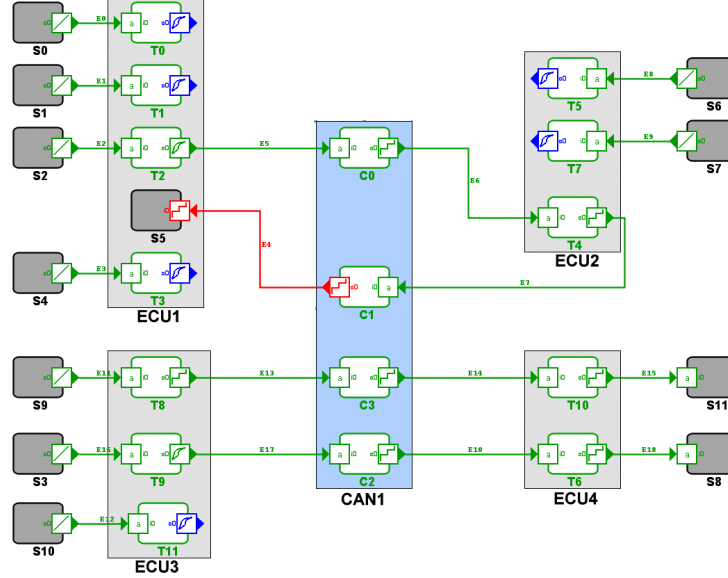 S0 E0 a T0
S1 E1 a T1
S2 E2 a T2 E5 a C0 E6
S5 E4
S4 E3 a T3
ECU1
T5 a E8 S6
T7 a E9 S7
a T4
ECU2
C1 a E7
S9 E11 a T8 E13 a C3 E14 a T10 E15 a S11
S3 E16 a T9 E17 a C2 E10 a T6 E18 a S8
CAN1
ECU4
S10 E12 a T11
ECU3